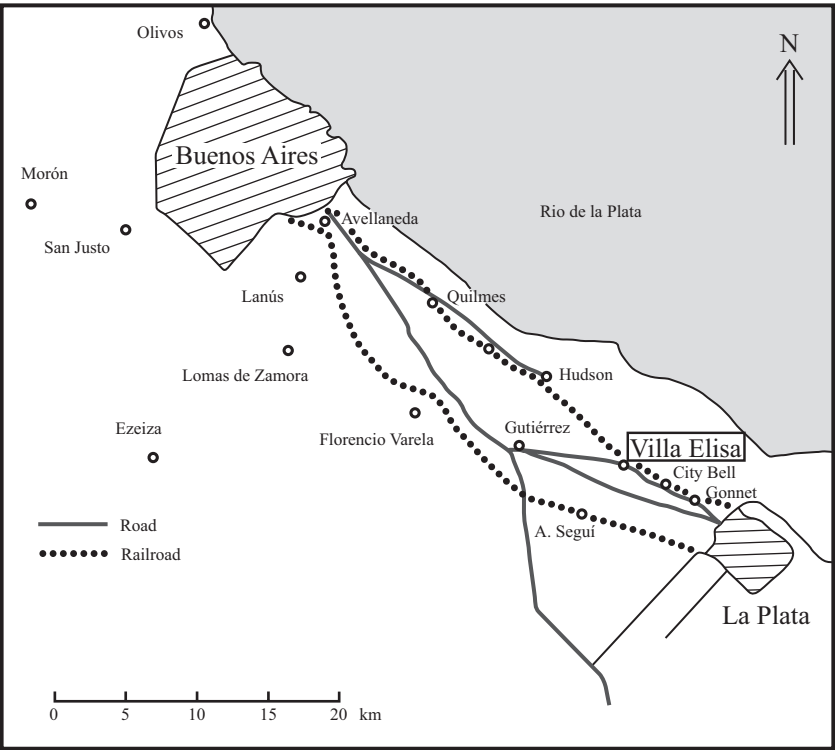 Olivos
N
Buenos Aires
Morón
Rio de la Plata
Avellaneda
San Justo
Lanús
Quilmes
Lomas de Zamora
Hudson
Ezeiza
Gutiérrez
Florencio Varela
Villa Elisa
City Bell
Gonnet
Road
A. Seguí
Railroad
La Plata
0 5 10 15 20 km